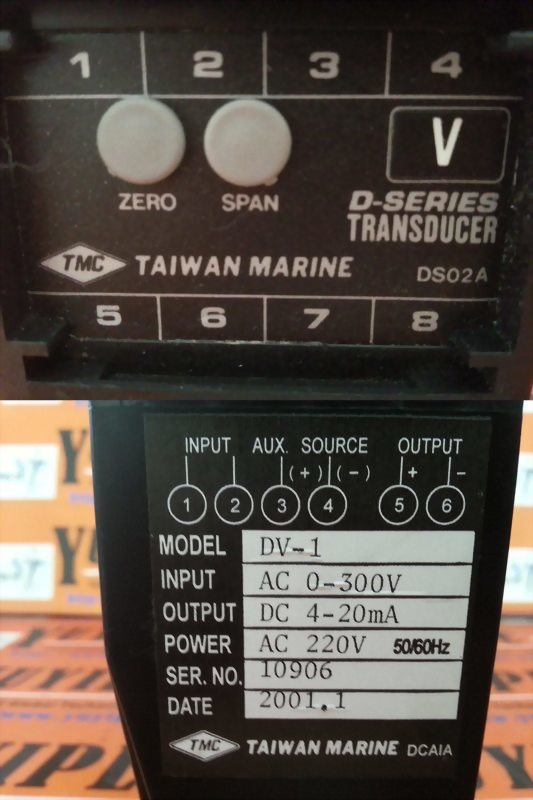 1 2 3 4
ZERO SPAN V
D-SERIES
TRANSDUCER
TMC TAIWAN MARINE DS02A
5 6 7 8
INPUT AUX. SOURCE OUTPUT
(+) (-) + -
1 2 3 4 5 6
MODEL DV-1
INPUT AC 0-300V
OUTPUT DC 4-20mA
POWER AC 220V 50/60Hz
SER. NO. 10906
DATE 2001.1
TMC TAIWAN MARINE DCAIA